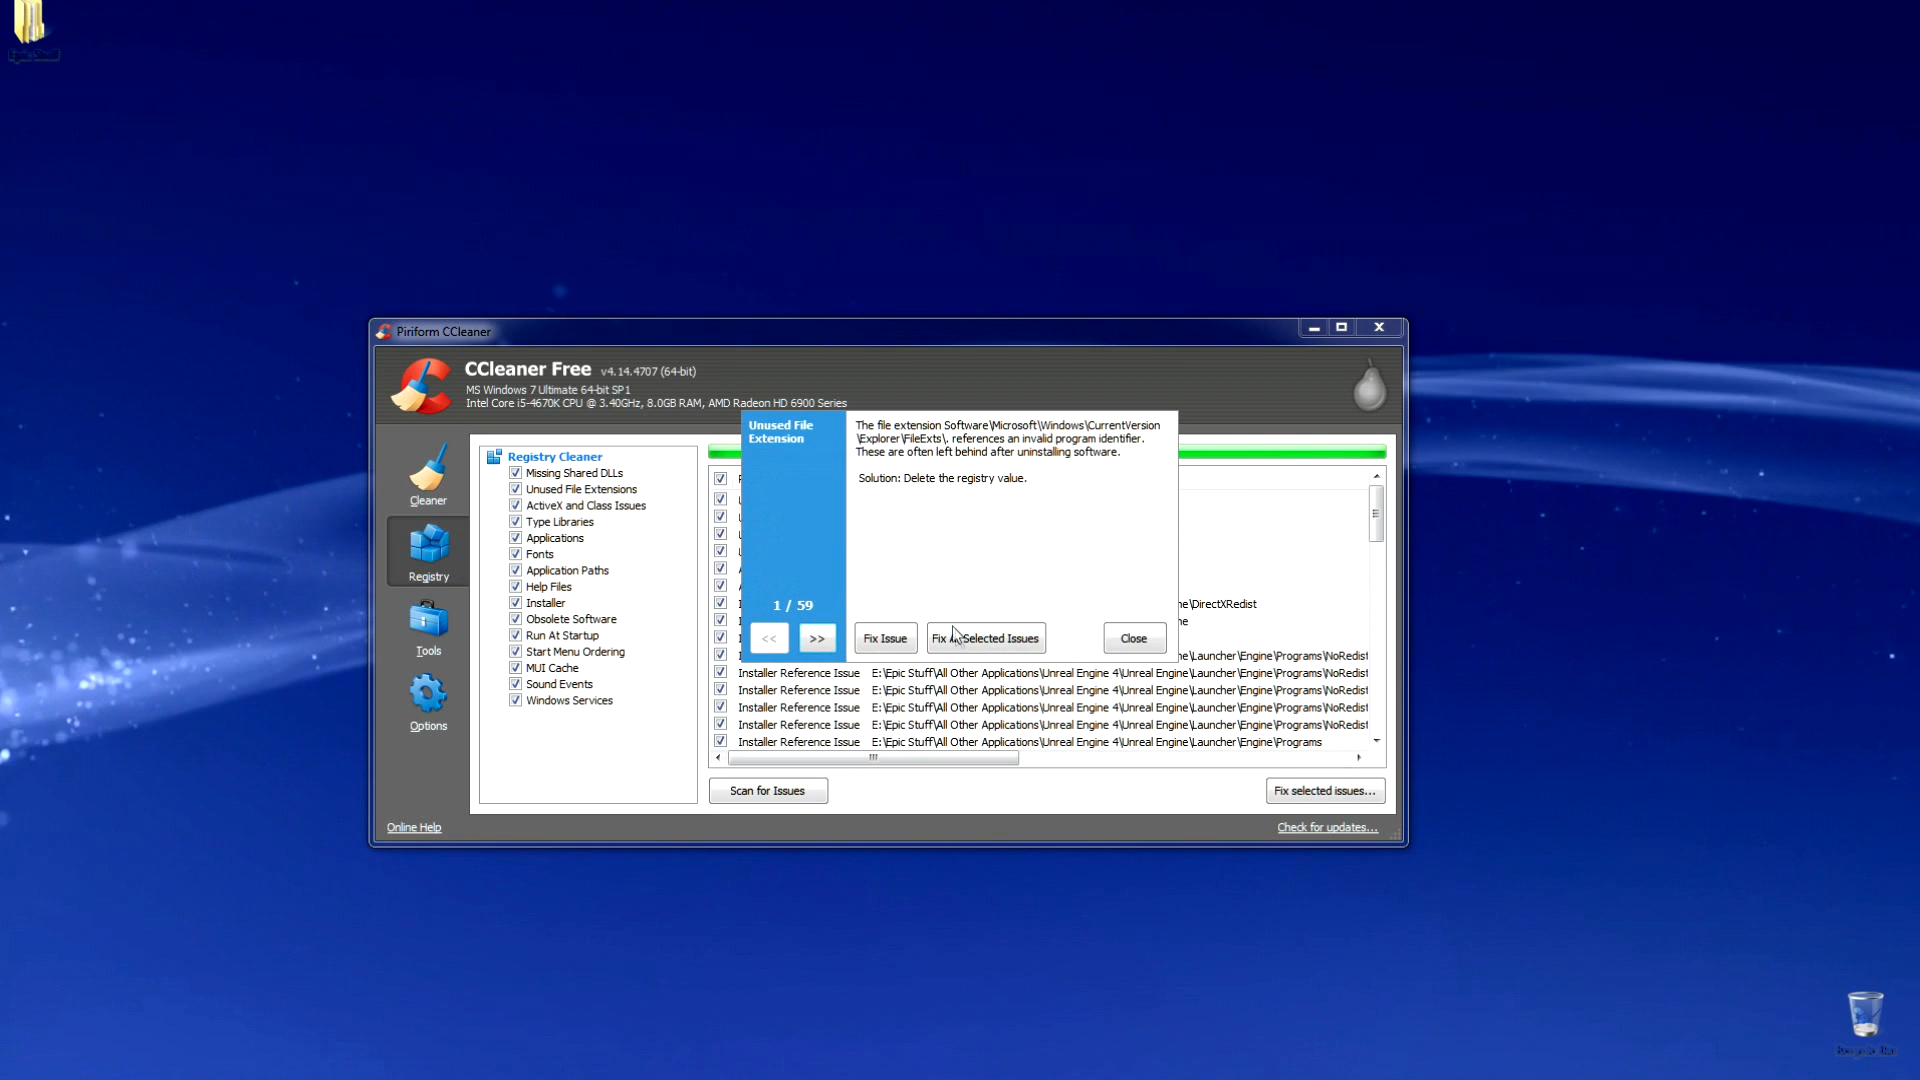 Piriform CCleaner
CCleaner Free v4.14.4707 (64-bit)
MS Windows 7 Ultimate 64-bit SP1
Intel Core i5-4670K CPU @ 3.40GHz, 8.0GB RAM, AMD Radeon HD 6900 Series
Cleaner
Registry
Tools
Options
Registry Cleaner
Missing Shared DLLs
Unused File Extensions
ActiveX and Class Issues
Type Libraries
Applications
Fonts
Application Paths
Help Files
Installer
Obsolete Software
Run At Startup
Start Menu Ordering
MUI Cache
Sound Events
Windows Services
Unused File
Extension
1 / 59
<< >>
The file extension Software\Microsoft\Windows\CurrentVersion
\Explorer\FileExts\. references an invalid program identifier.
These are often left behind after uninstalling software.
Solution: Delete the registry value.
Fix Issue
Fix Selected Issues
Close
ne\DirectXRedist
ne
ne\Launcher\Engine\Programs\NoRedist
Installer Reference Issue E:\Epic Stuff\All Other Applications\Unreal Engine 4\Unreal Engine\Launcher\Engine\Programs\NoRedist
Installer Reference Issue E:\Epic Stuff\All Other Applications\Unreal Engine 4\Unreal Engine\Launcher\Engine\Programs\NoRedist
Installer Reference Issue E:\Epic Stuff\All Other Applications\Unreal Engine 4\Unreal Engine\Launcher\Engine\Programs\NoRedist
Installer Reference Issue E:\Epic Stuff\All Other Applications\Unreal Engine 4\Unreal Engine\Launcher\Engine\Programs\NoRedist
Installer Reference Issue E:\Epic Stuff\All Other Applications\Unreal Engine 4\Unreal Engine\Launcher\Engine\Programs
Scan for Issues
Fix selected issues...
Online Help
Check for updates...